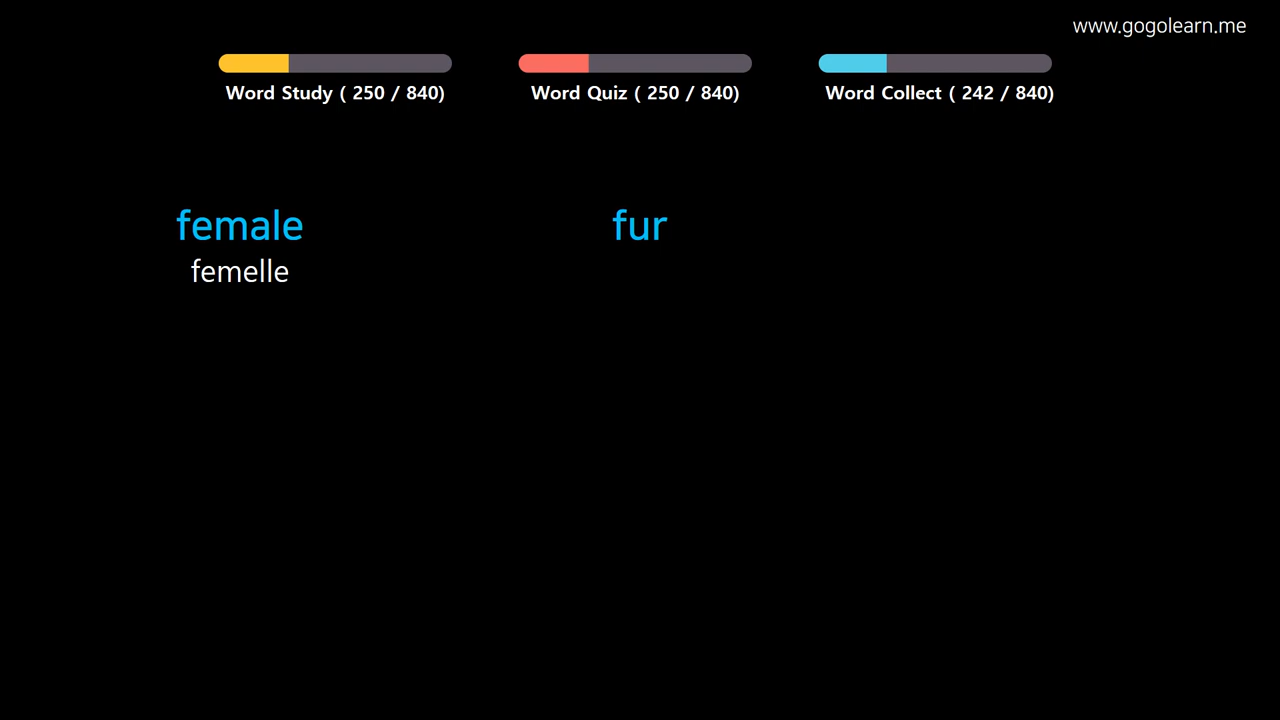 www.gogolearn.me
Word Study ( 250 / 840)
Word Quiz ( 250 / 840)
Word Collect ( 242 / 840)
female
femelle
fur